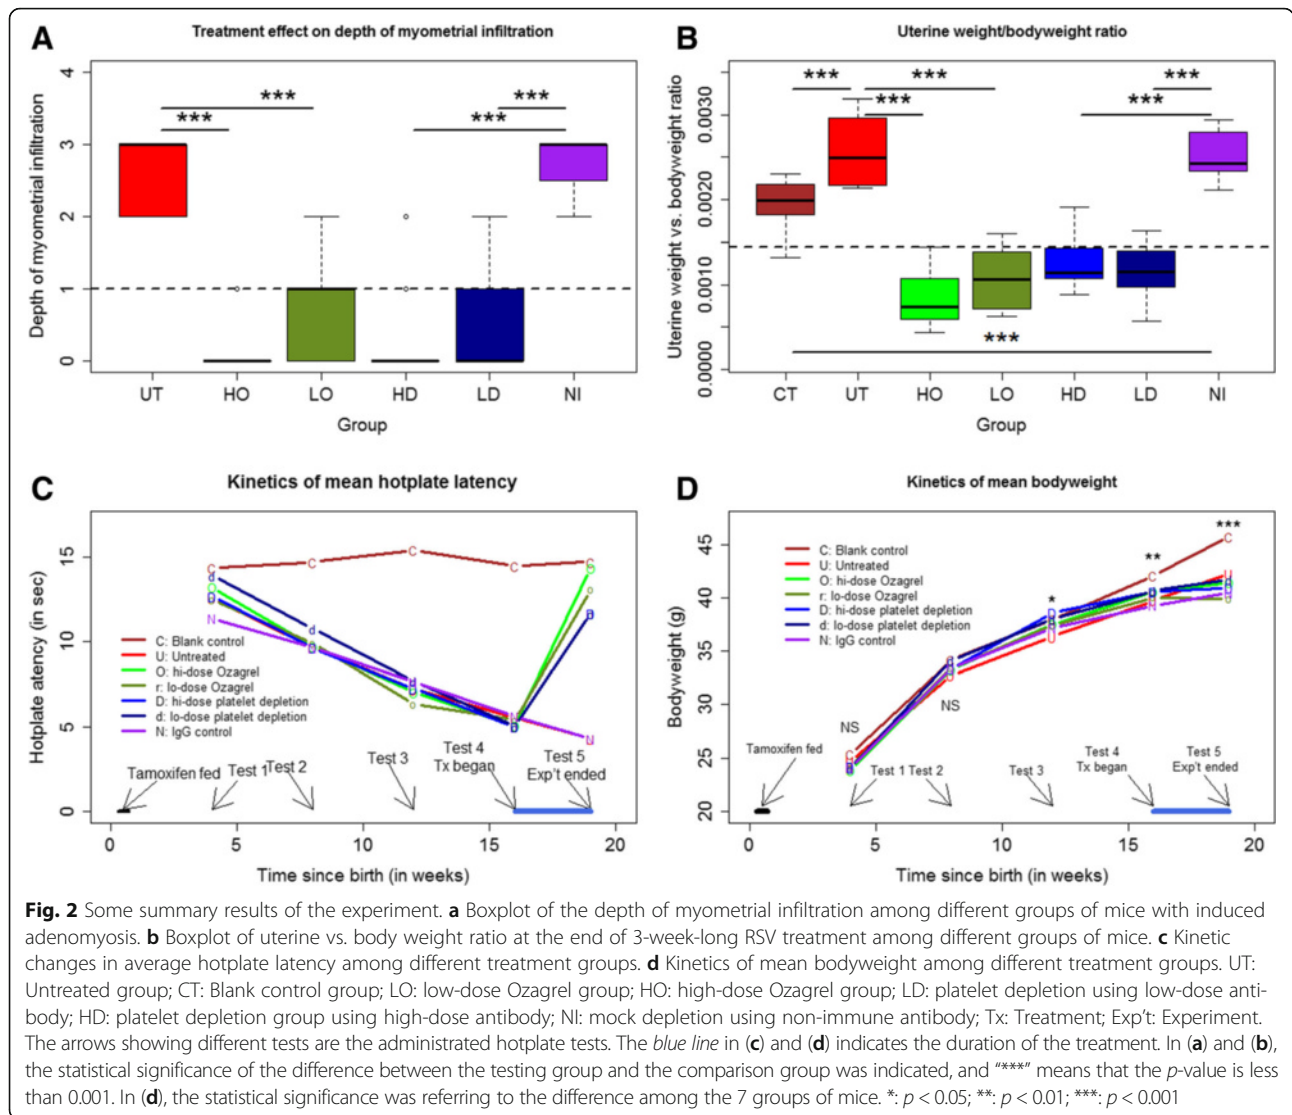 A
Treatment effect on depth of myometrial infiltration
Depth of myometrial infiltration
4
3
2
1
0
***
***
***
***
UT HO LO HD LD NI
Group
B
Uterine weight/bodyweight ratio
Uterine weight vs. bodyweight ratio
0.0030
0.0020
0.0010
0.0000
***
***
***
***
***
***
CT UT HO LO HD LD NI
Group
C
Kinetics of mean hotplate latency
Hotplate atency (in sec)
15
10
5
0
C: Blank control
U: Untreated
O: hi-dose Ozagrel
r: lo-dose Ozagrel
D: hi-dose platelet depletion
d: lo-dose platelet depletion
N: IgG control
Tamoxifen fed
Test 1
Test 2
Test 3
Test 4
Tx began
Test 5
Exp't ended
0 5 10 15 20
Time since birth (in weeks)
D
Kinetics of mean bodyweight
Bodyweight (g)
45
40
35
30
25
20
C: Blank control
U: Untreated
O: hi-dose Ozagrel
r: lo-dose Ozagrel
D: hi-dose platelet depletion
d: lo-dose platelet depletion
N: IgG control
NS
NS
*
**
***
Tamoxifen fed
Test 1
Test 2
Test 3
Test 4
Tx began
Test 5
Exp't ended
0 5 10 15 20
Time since birth (in weeks)
Fig. 2 Some summary results of the experiment. a Boxplot of the depth of myometrial infiltration among different groups of mice with induced
adenomyosis. b Boxplot of uterine vs. body weight ratio at the end of 3-week-long RSV treatment among different groups of mice. c Kinetic
changes in average hotplate latency among different treatment groups. d Kinetics of mean bodyweight among different treatment groups. UT:
Untreated group; CT: Blank control group; LO: low-dose Ozagrel group; HO: high-dose Ozagrel group; LD: platelet depletion using low-dose anti-
body; HD: platelet depletion group using high-dose antibody; NI: mock depletion using non-immune antibody; Tx: Treatment; Exp't: Experiment.
The arrows showing different tests are the administrated hotplate tests. The blue line in (c) and (d) indicates the duration of the treatment. In (a) and (b),
the statistical significance of the difference between the testing group and the comparison group was indicated, and "***" means that the p-value is less
than 0.001. In (d), the statistical significance was referring to the difference among the 7 groups of mice. *: p < 0.05; **: p < 0.01; ***: p < 0.001